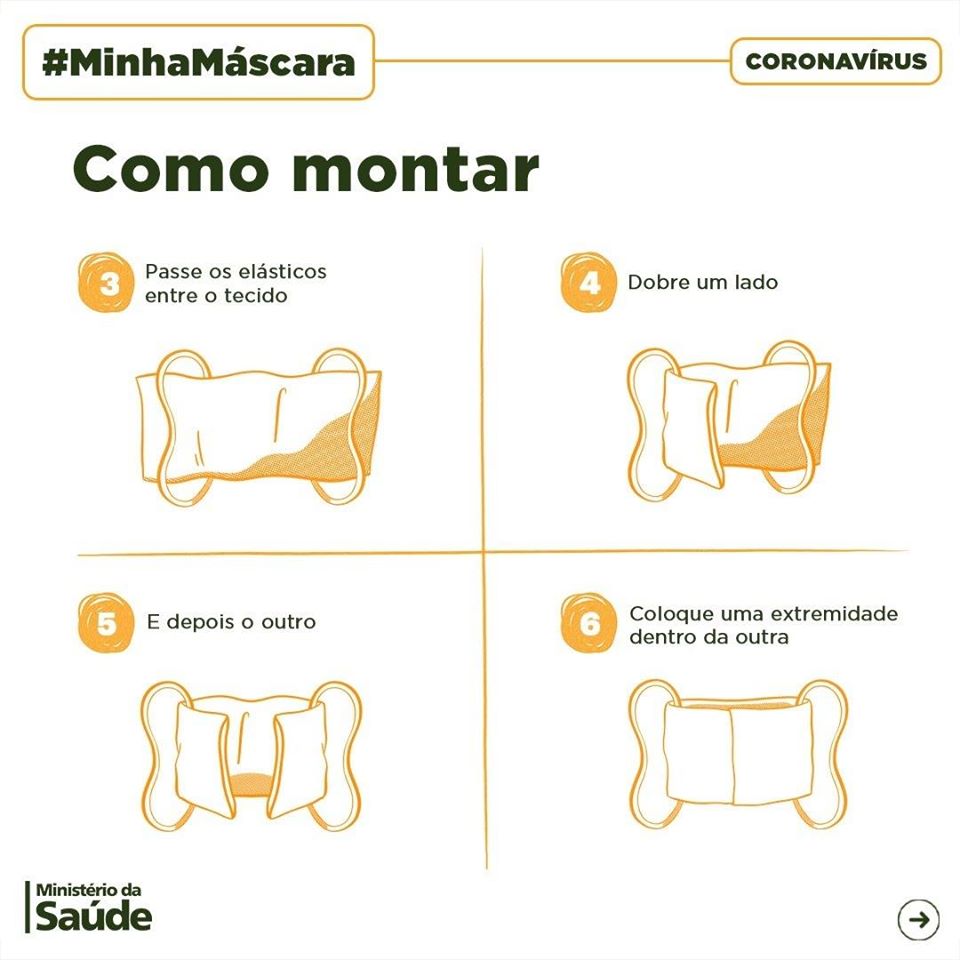 #MinhaMáscara
CORONAVÍRUS
Como montar
3
Passe os elásticos
entre o tecido
4
Dobre um lado
5
E depois o outro
6
Coloque uma extremidade
dentro da outra
Ministério da
Saúde